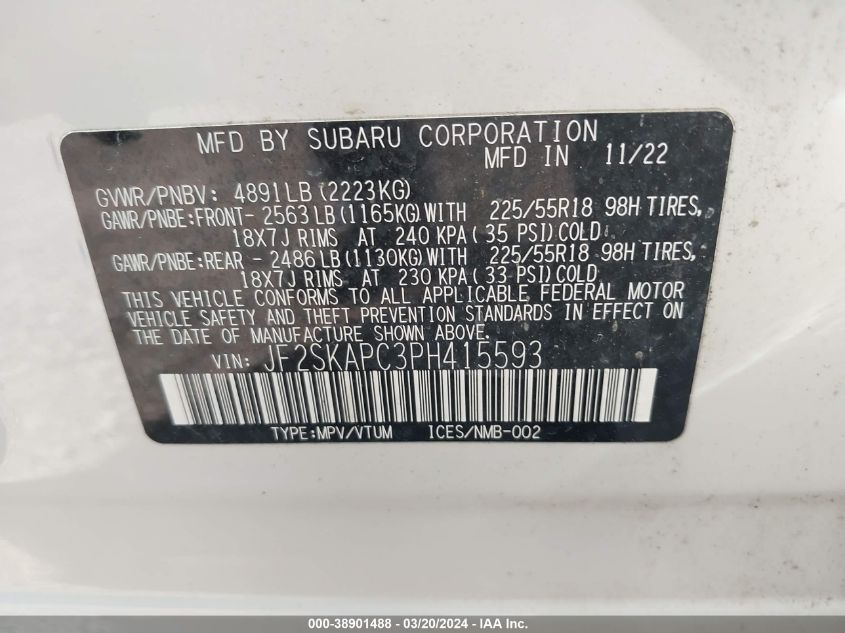 MFD BY SUBARU CORPORATION
MFD IN 11/22
GVWR/PNBV: 4891LB (2223KG)
GAWR/PNBE:FRONT- 2563LB (1165KG)WITH 225/55R18 98H TIRES,
18X7J RIMS AT 240 KPA( 35 PSI)COLD
GAWR/PNBE:REAR - 2486LB (1130KG)WITH 225/55R18 98H TIRES,
18X7J RIMS AT 230 KPA( 33 PSI)COLD
THIS VEHICLE CONFORMS TO ALL APPLICABLE FEDERAL MOTOR
VEHICLE SAFETY AND THEFT PREVENTION STANDARDS IN EFFECT ON
THE DATE OF MANUFACTURE SHOWN ABOVE.
VIN: JF2SKAPC3PH415593
TYPE:MPV/VTUM ICES/NMB-002
000-38901488 - 03/20/2024 - IAA Inc.